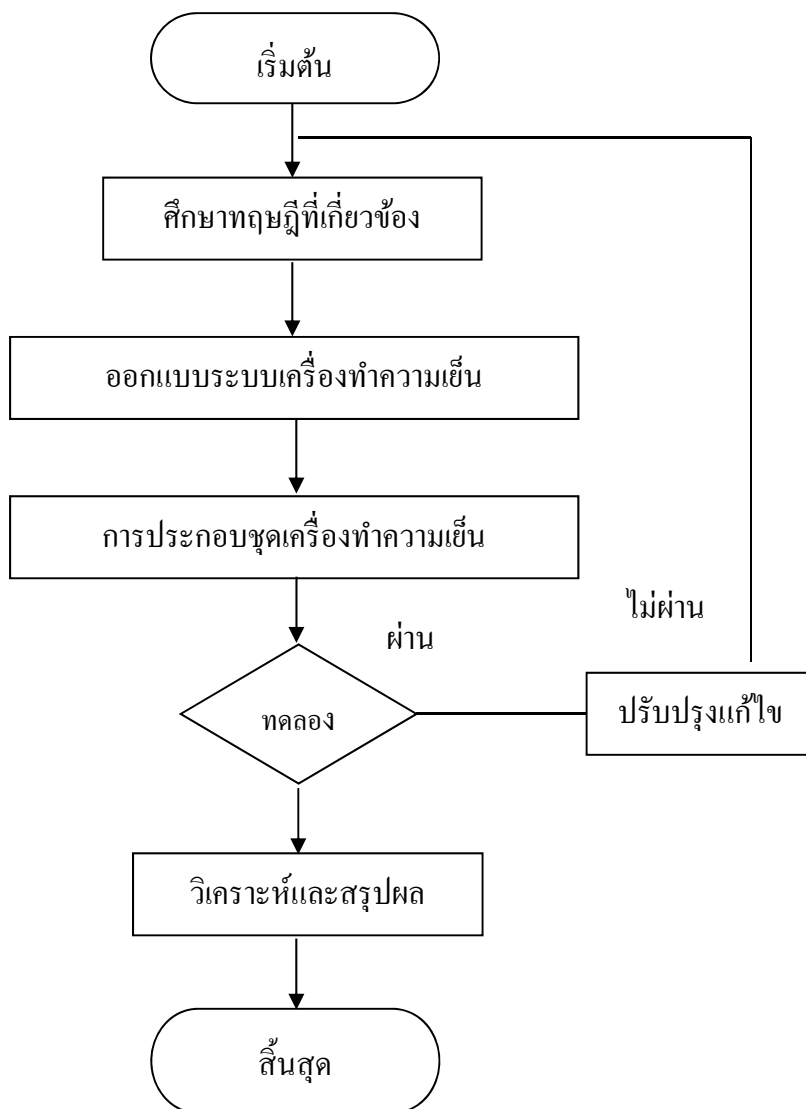 เริ่มต้น
ศึกษาทฤษฎีที่เกี่ยวข้อง
ออกแบบระบบเครื่องทำความเย็น
การประกอบชุดเครื่องทำความเย็น
ไม่ผ่าน
ผ่าน
ทดลอง
ปรับปรุงแก้ไข
วิเคราะห์และสรุปผล
สิ้นสุด